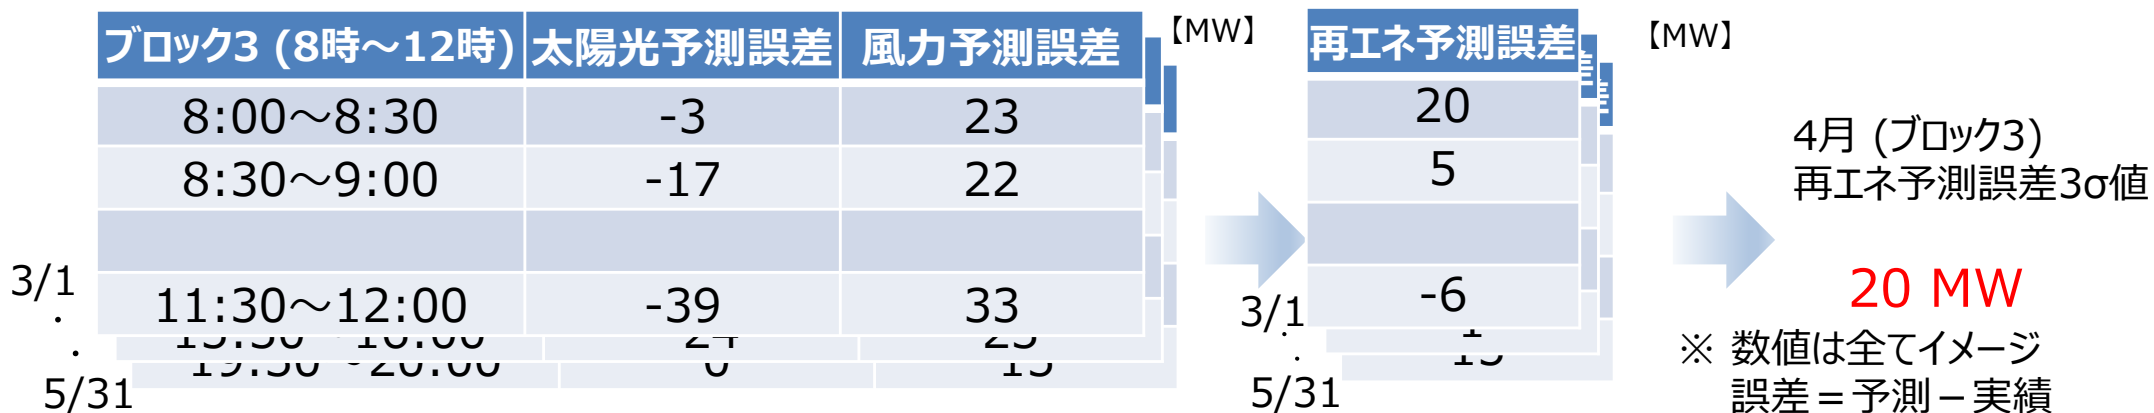 ブロック3 (8時～12時) 太陽光予測誤差 風力予測誤差 【MW】
8:00～8:30 -3 23
8:30～9:00 -17 22
11:30～12:00 -39 33
3/1
・
・
5/31
再エネ予測誤差 【MW】
20
5
-6
3/1
・
・
5/31
4月 (ブロック3)
再エネ予測誤差3σ値
20 MW
※ 数値は全てイメージ
誤差＝予測－実績